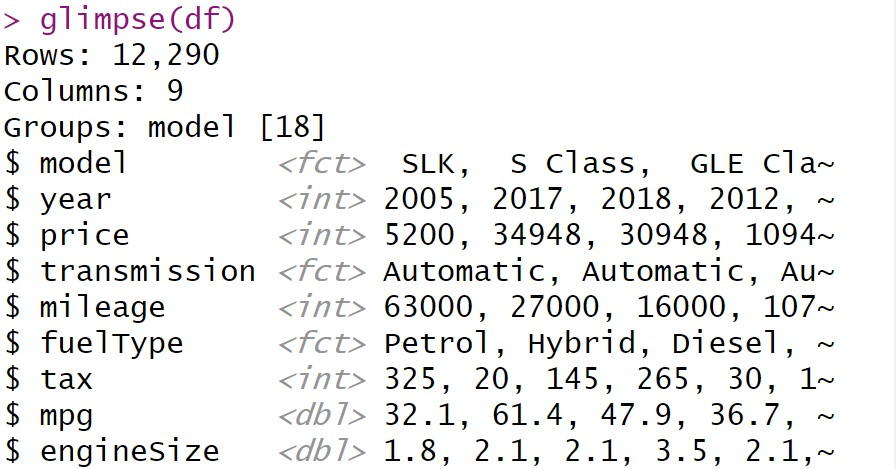 > glimpse(df)
Rows: 12,290
Columns: 9
Groups: model [18]
$ model        <fct>  SLK,  S Class,  GLE Cla~
$ year         <int> 2005, 2017, 2018, 2012, ~
$ price        <int> 5200, 34948, 30948, 1094~
$ transmission <fct> Automatic, Automatic, Au~
$ mileage      <int> 63000, 27000, 16000, 107~
$ fuelType     <fct> Petrol, Hybrid, Diesel, ~
$ tax          <int> 325, 20, 145, 265, 30, 1~
$ mpg          <dbl> 32.1, 61.4, 47.9, 36.7, ~
$ engineSize   <dbl> 1.8, 2.1, 2.1, 3.5, 2.1,~